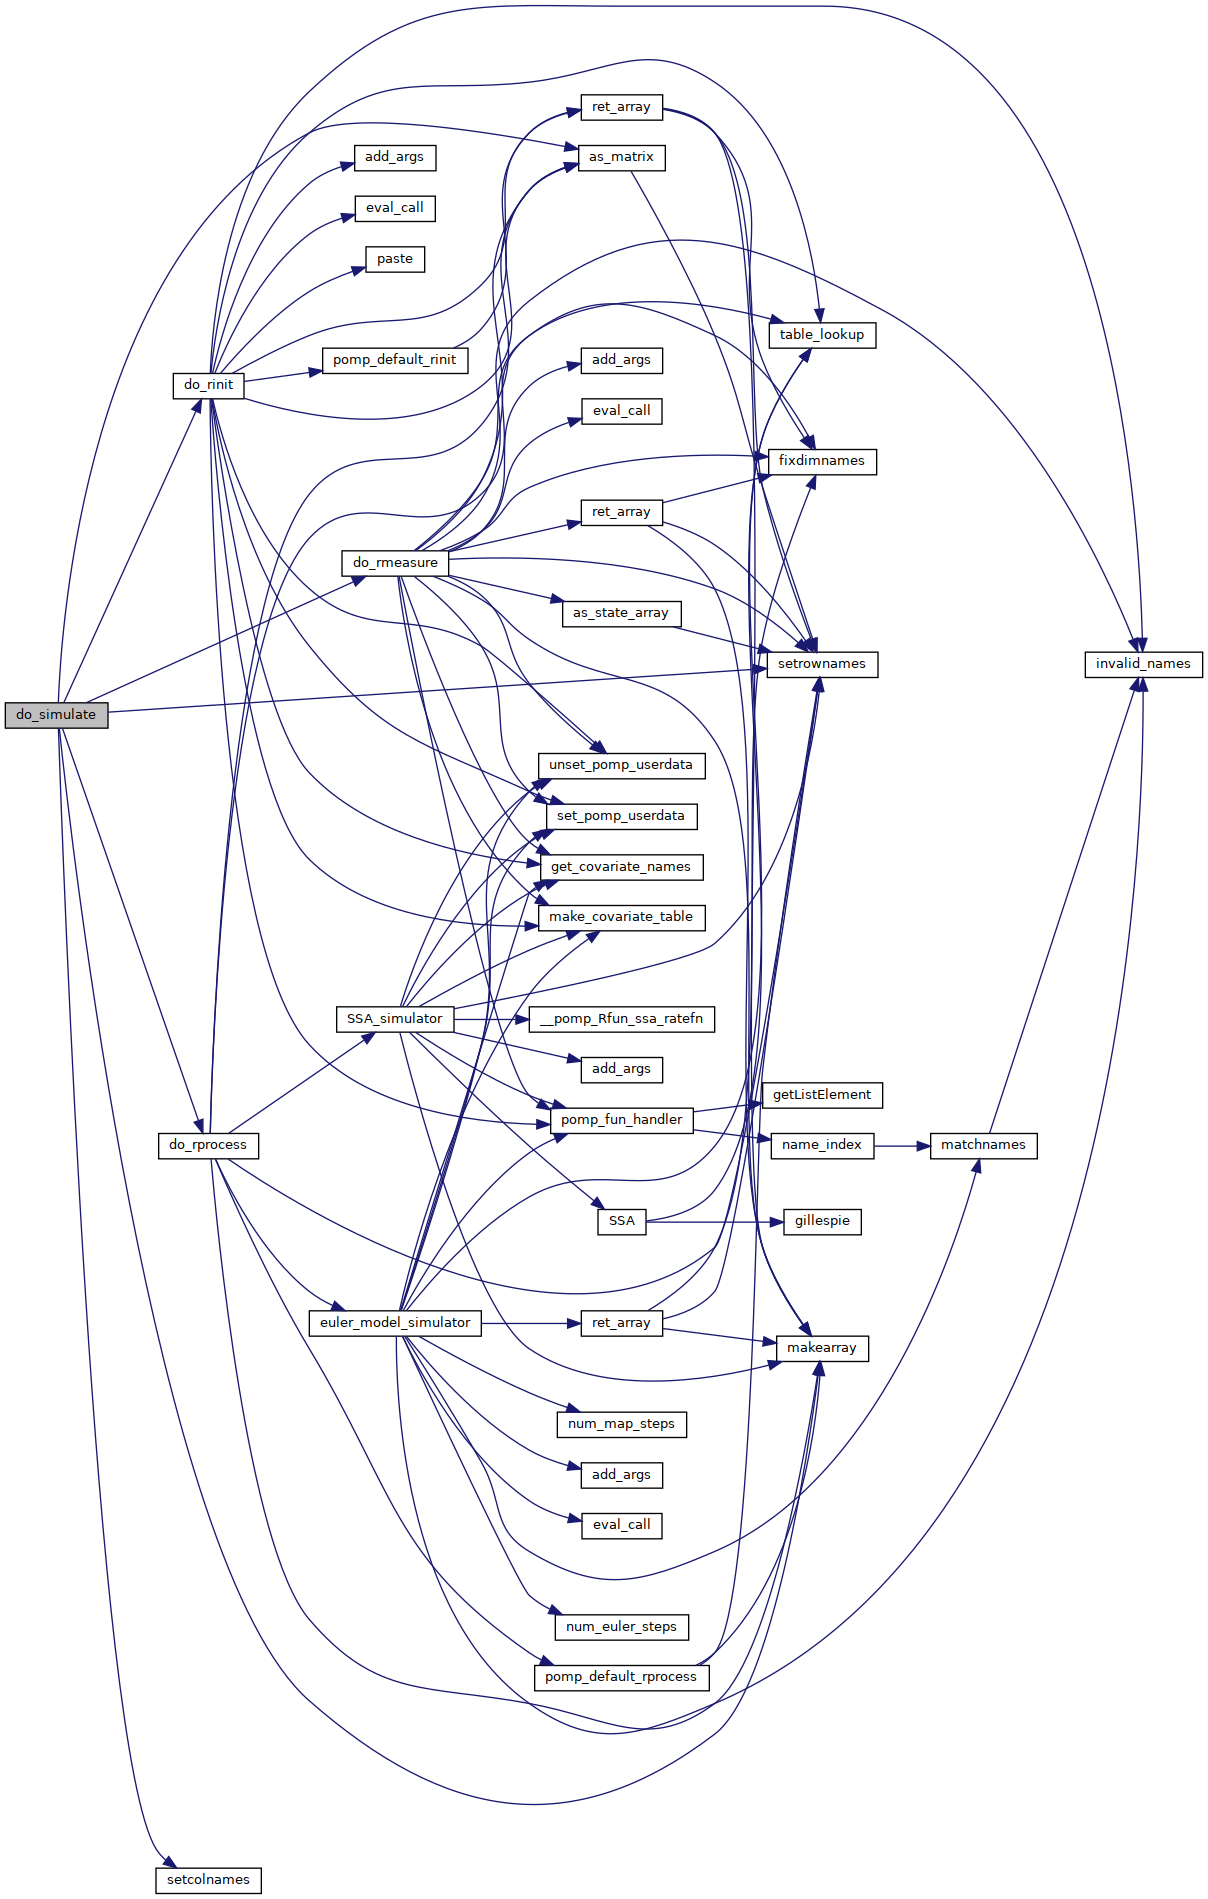 ret_array
as_matrix
add_args
eval_call
paste
table_lookup
pomp_default_rinit
add_args
do_rinit
eval_call
fixdimnames
ret_array
do_rmeasure
as_state_array
setrownames
invalid_names
do_simulate
unset_pomp_userdata
set_pomp_userdata
get_covariate_names
make_covariate_table
SSA_simulator
__pomp_Rfun_ssa_ratefn
add_args
getListElement
pomp_fun_handler
do_rprocess
name_index
matchnames
SSA
gillespie
euler_model_simulator
ret_array
makearray
num_map_steps
add_args
eval_call
num_euler_steps
pomp_default_rprocess
setcolnames